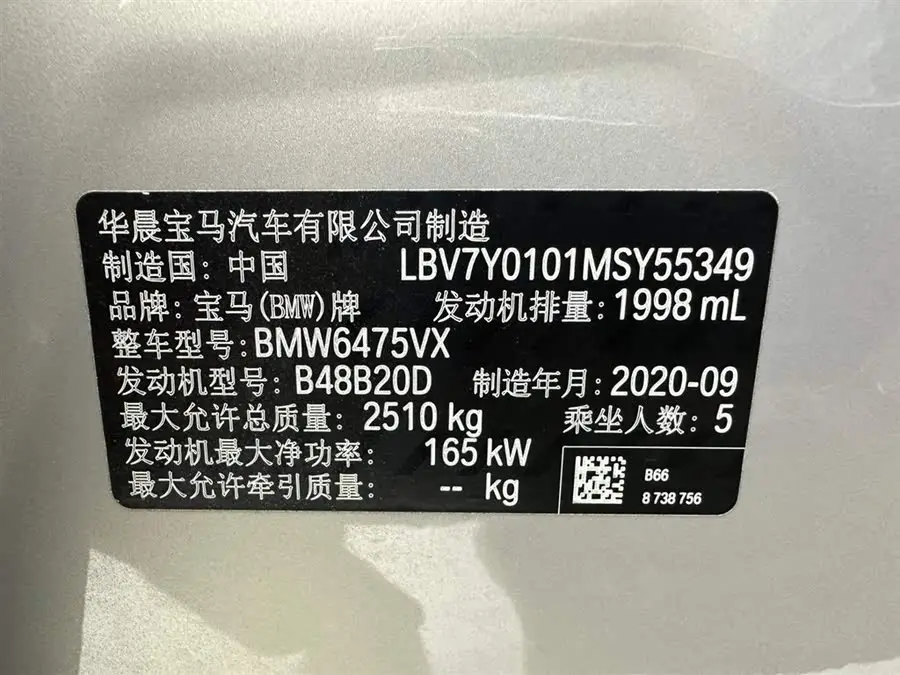 华晨宝马汽车有限公司制造
制造国: 中国 LBV7Y0101MSY55349
品牌: 宝马(BMW)牌 发动机排量: 1998 mL
整车型号: BMW6475VX
发动机型号: B48B20D 制造年月: 2020-09
最大允许总质量: 2510 kg 乘坐人数: 5
发动机最大净功率: 165 kW
最大允许牵引质量: -- kg
B66
8 738 756